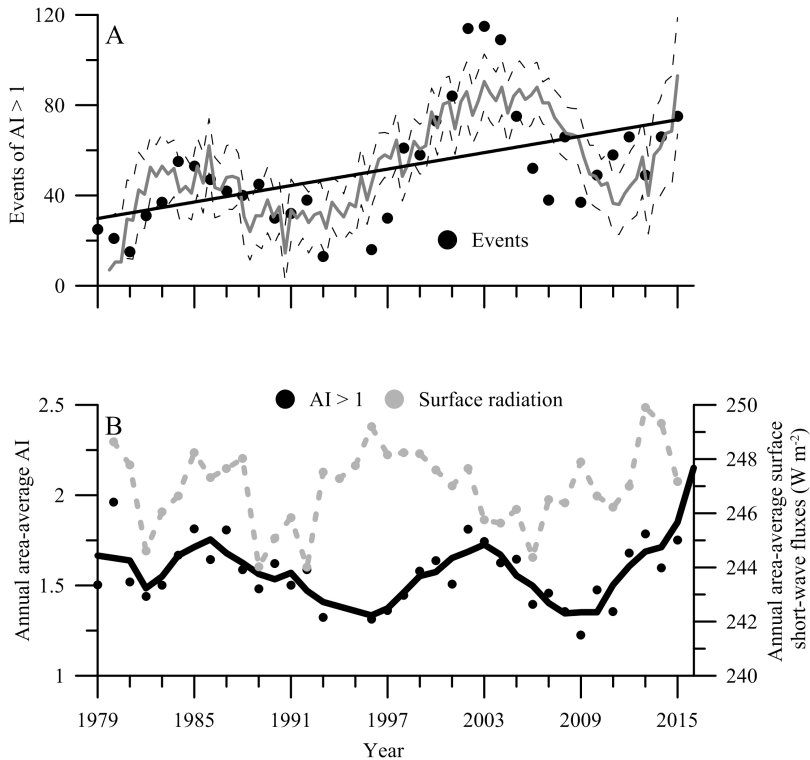 120
A
80
40
0
Events of AI > 1
Events
AI > 1
Surface radiation
B
2.5
2
1.5
1
Annual area-average AI
250
248
246
244
242
240
Annual area-average surface
short-wave fluxes (W m⁻²)
1979
1985
1991
1997
2003
2009
2015
Year